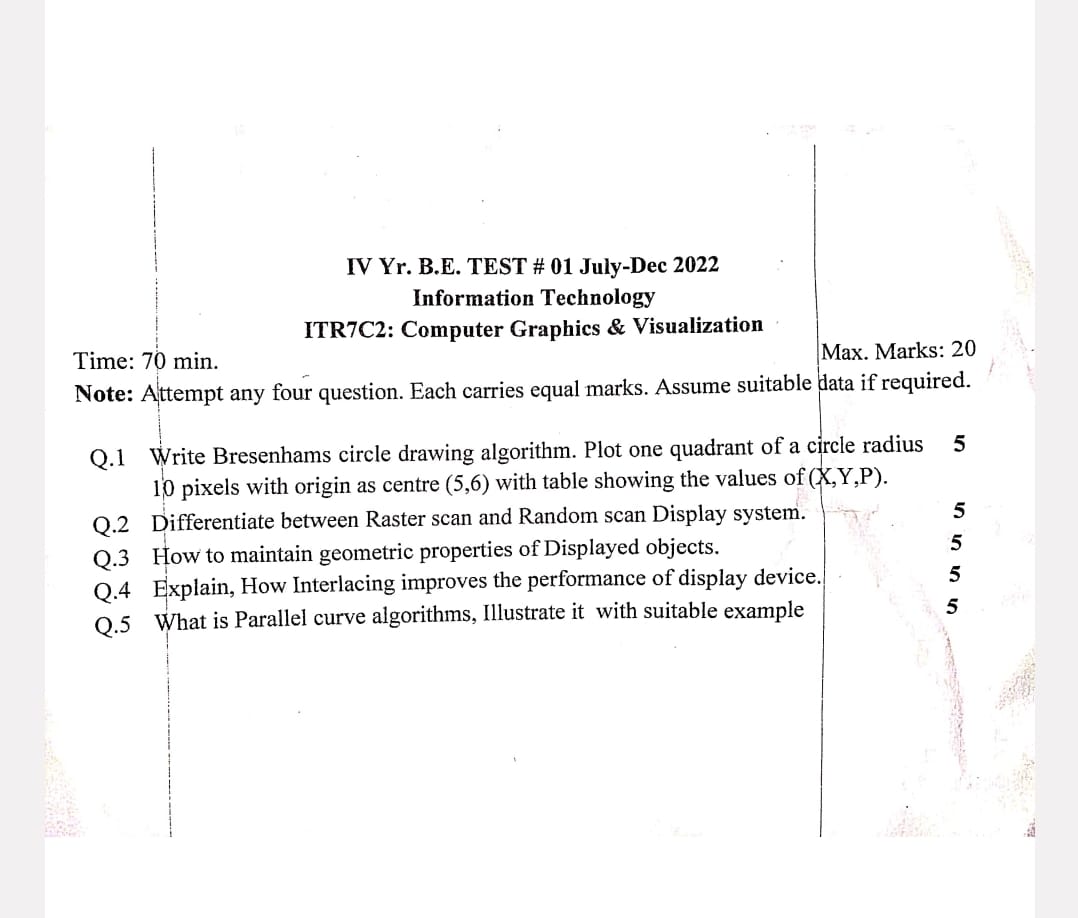 IV Yr. B.E. TEST # 01 July-Dec 2022
Information Technology
ITR7C2: Computer Graphics & Visualization
Time: 70 min. Max. Marks: 20
Note: Attempt any four question. Each carries equal marks. Assume suitable data if required.
Q.1 Write Bresenhams circle drawing algorithm. Plot one quadrant of a circle radius 5
10 pixels with origin as centre (5,6) with table showing the values of (X,Y,P).
Q.2 Differentiate between Raster scan and Random scan Display system. 5
Q.3 How to maintain geometric properties of Displayed objects. 5
Q.4 Explain, How Interlacing improves the performance of display device. 5
Q.5 What is Parallel curve algorithms, Illustrate it with suitable example 5